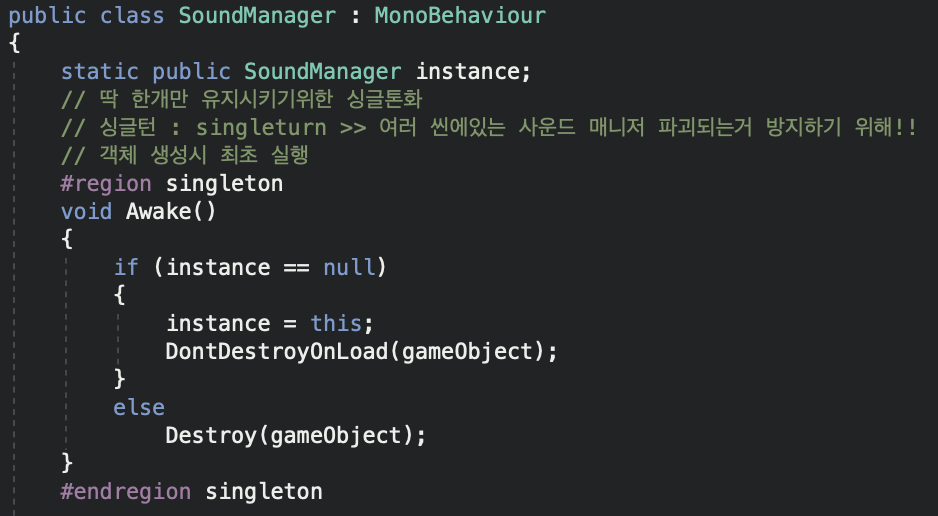 public class SoundManager : MonoBehaviour
{
static public SoundManager instance;
// 딱 한개만 유지시키기위한 싱글톤화
// 싱글턴 : singleturn >> 여러 씬에있는 사운드 매니저 파괴되는거 방지하기 위해!!
// 객체 생성시 최초 실행
#region singleton
void Awake()
{
if (instance == null)
{
instance = this;
DontDestroyOnLoad(gameObject);
}
else
Destroy(gameObject);
}
#endregion singleton